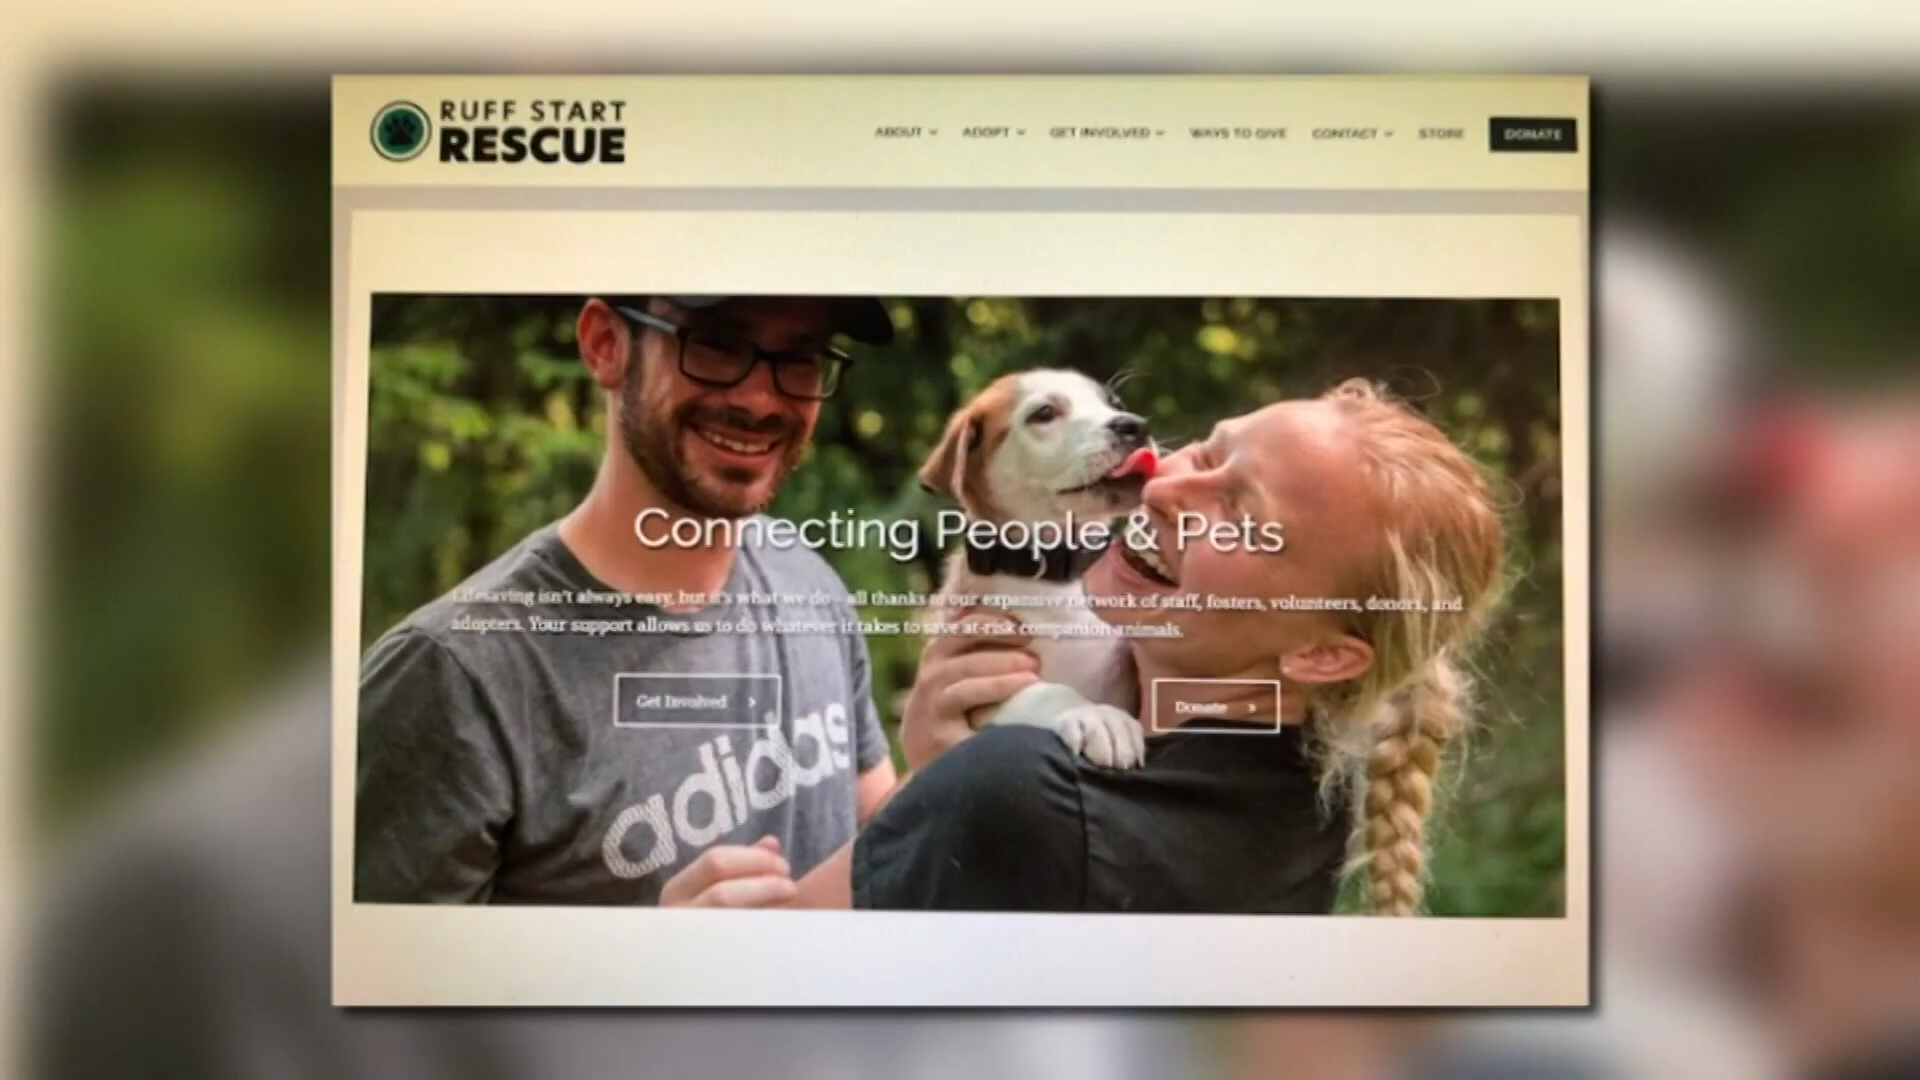 RUFF START
RESCUE
ABOUT ADOPT GET INVOLVED WAYS TO GIVE CONTACT STORE DONATE
Connecting People & Pets
Lifesaving isn't always easy, but it's what we do - all thanks to our expansive network of staff, fosters, volunteers, donors, and
adopters. Your support allows us to do whatever it takes to save at-risk companion animals.
Get Involved >
Donate >
adidas